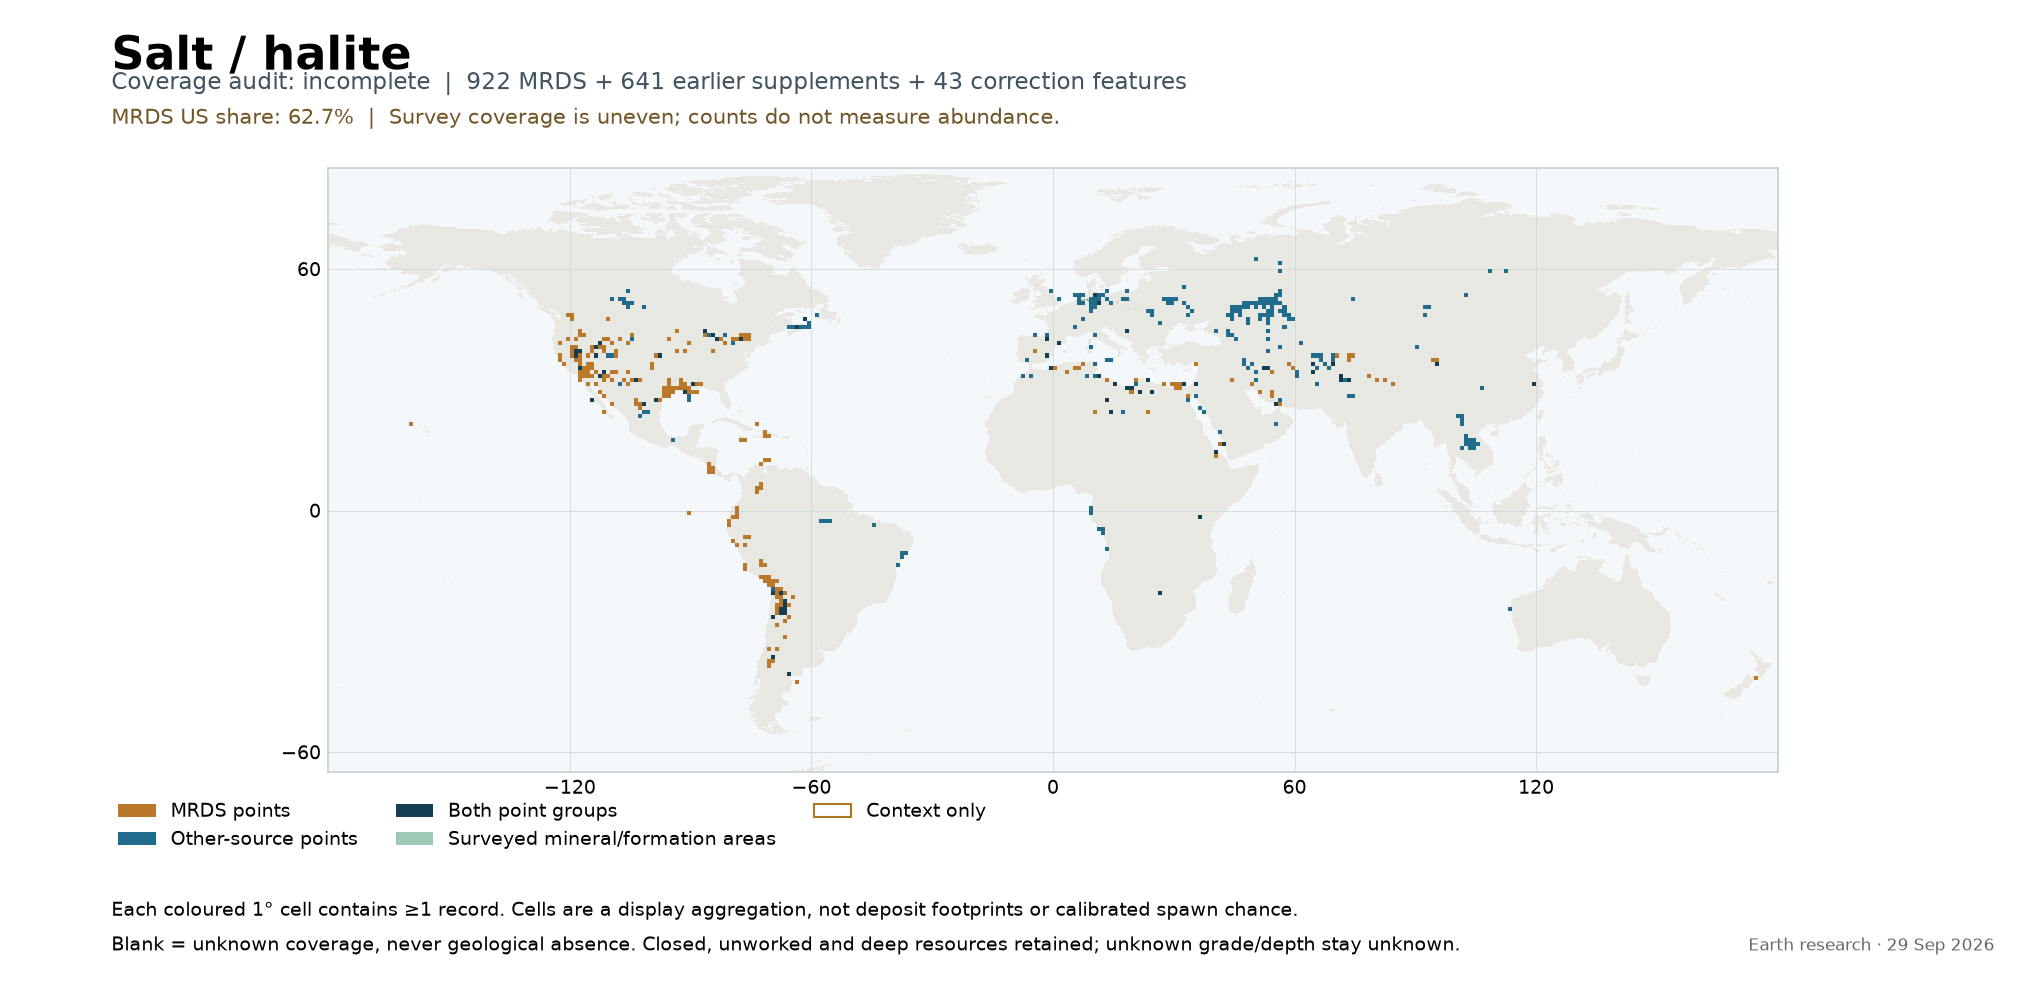 Salt / halite
Coverage audit: incomplete | 922 MRDS + 641 earlier supplements + 43 correction features
MRDS US share: 62.7% | Survey coverage is uneven; counts do not measure abundance.
60
0
−60
−120
−60
0
60
120
MRDS points
Both point groups
Context only
Other-source points
Surveyed mineral/formation areas
Each coloured 1° cell contains ≥1 record. Cells are a display aggregation, not deposit footprints or calibrated spawn chance.
Blank = unknown coverage, never geological absence. Closed, unworked and deep resources retained; unknown grade/depth stay unknown.
Earth research · 29 Sep 2026